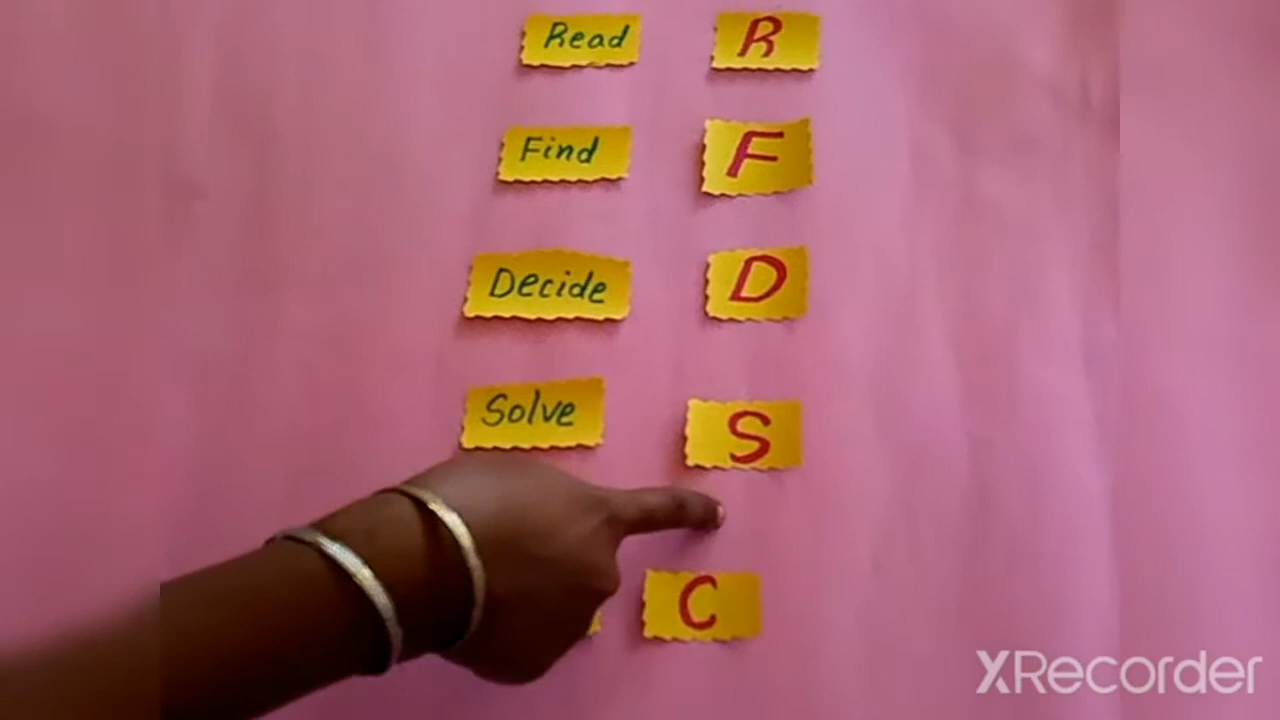 Read R
Find F
Decide D
Solve S
C
XRecorder